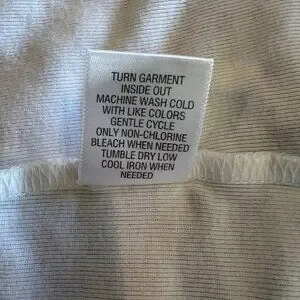 TURN GARMENT
INSIDE OUT
MACHINE WASH COLD
WITH LIKE COLORS
GENTLE CYCLE
ONLY NON-CHLORINE
BLEACH WHEN NEEDED
TUMBLE DRY LOW
COOL IRON WHEN
NEEDED